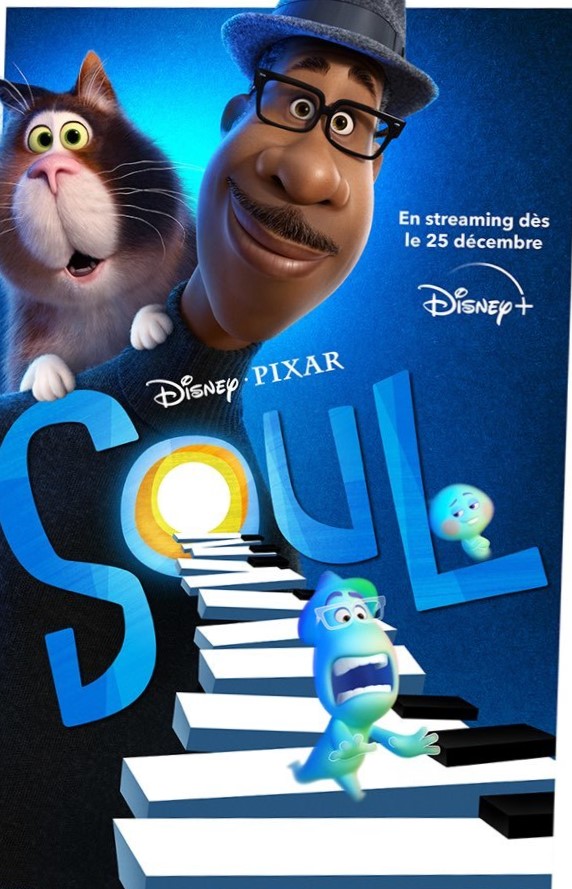 En streaming dès
le 25 décembre
Disney+
Disney · PIXAR
SOUL